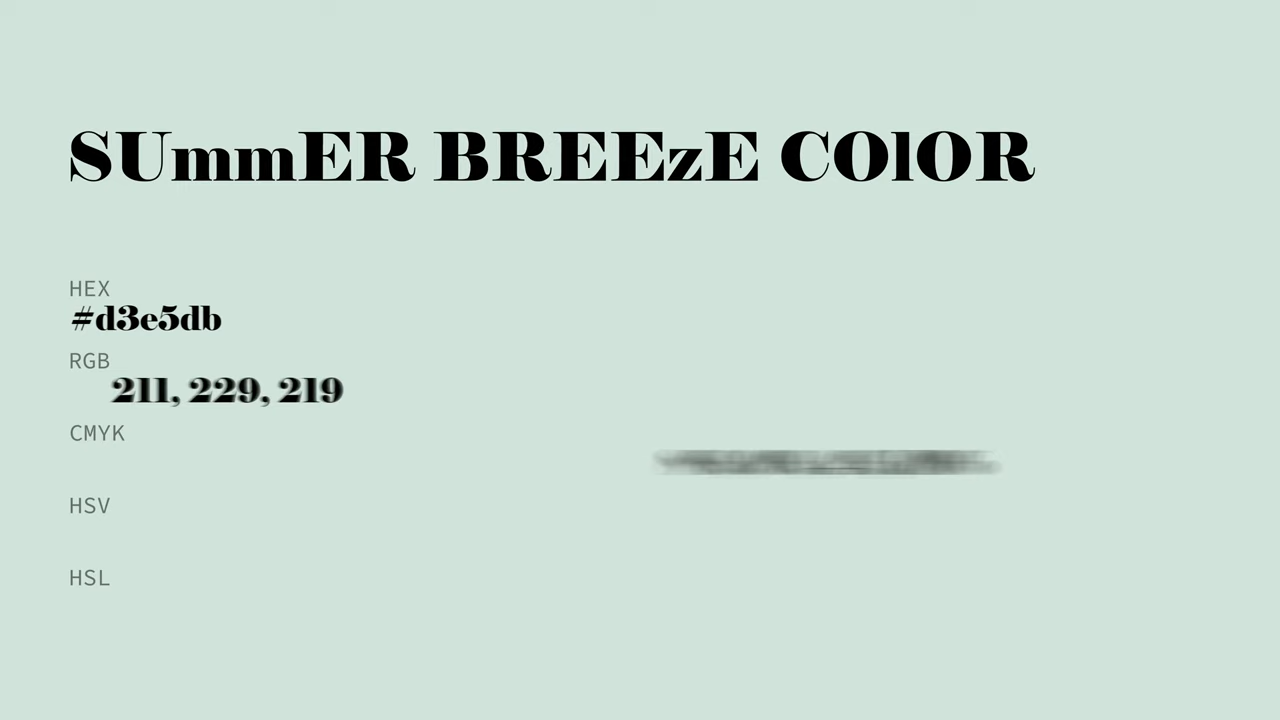 SUmmER BREEzE COlOR
HEX
#d3e5db
RGB
211, 229, 219
CMYK
HSV
HSL